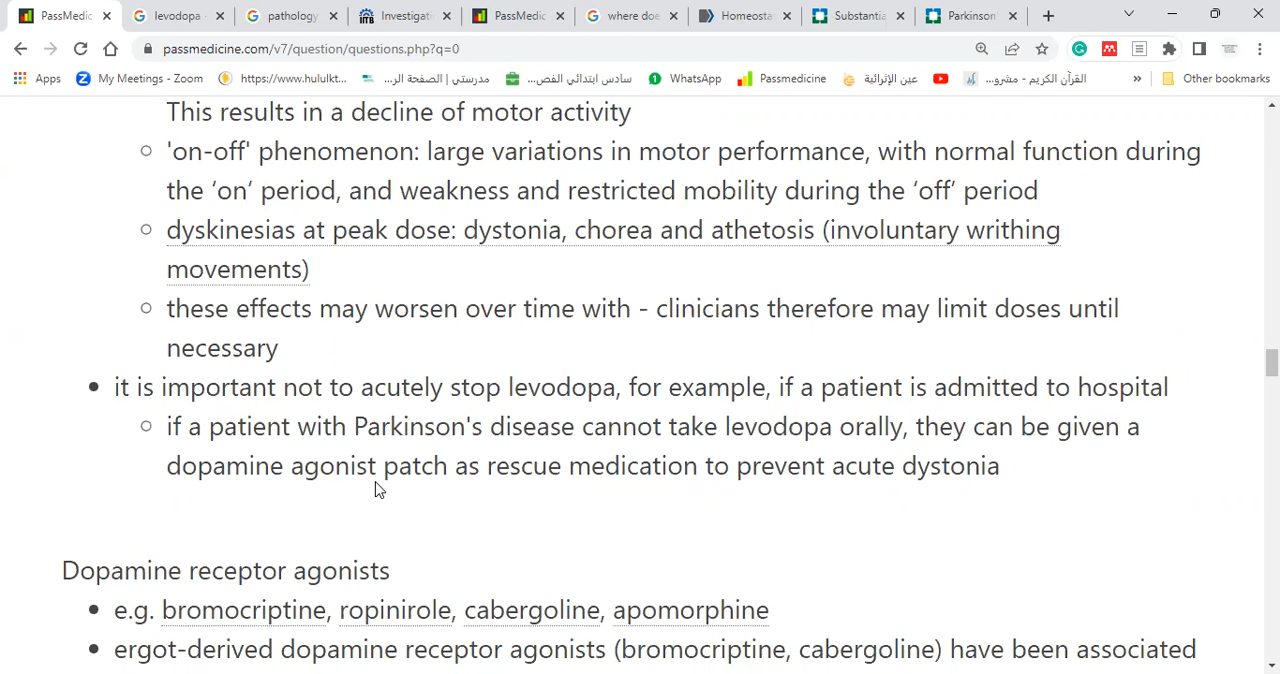 PassMedic
levodopa -
pathology
Investigati
PassMedic
where doe
Homeosta
Substantia
Parkinson'
passmedicine.com/v7/question/questions.php?q=0
Apps
My Meetings - Zoom
https://www.hululkt...
مدرستي | الصفحة الر...
سادس ابتدائي الفص...
WhatsApp
Passmedicine
عين الإثرائية
القرآن الكريم - مشرو...
»
Other bookmarks
This results in a decline of motor activity
'on-off' phenomenon: large variations in motor performance, with normal function during
the ‘on’ period, and weakness and restricted mobility during the ‘off’ period
dyskinesias at peak dose: dystonia, chorea and athetosis (involuntary writhing
movements)
these effects may worsen over time with - clinicians therefore may limit doses until
necessary
it is important not to acutely stop levodopa, for example, if a patient is admitted to hospital
if a patient with Parkinson's disease cannot take levodopa orally, they can be given a
dopamine agonist patch as rescue medication to prevent acute dystonia
Dopamine receptor agonists
e.g. bromocriptine, ropinirole, cabergoline, apomorphine
ergot-derived dopamine receptor agonists (bromocriptine, cabergoline) have been associated